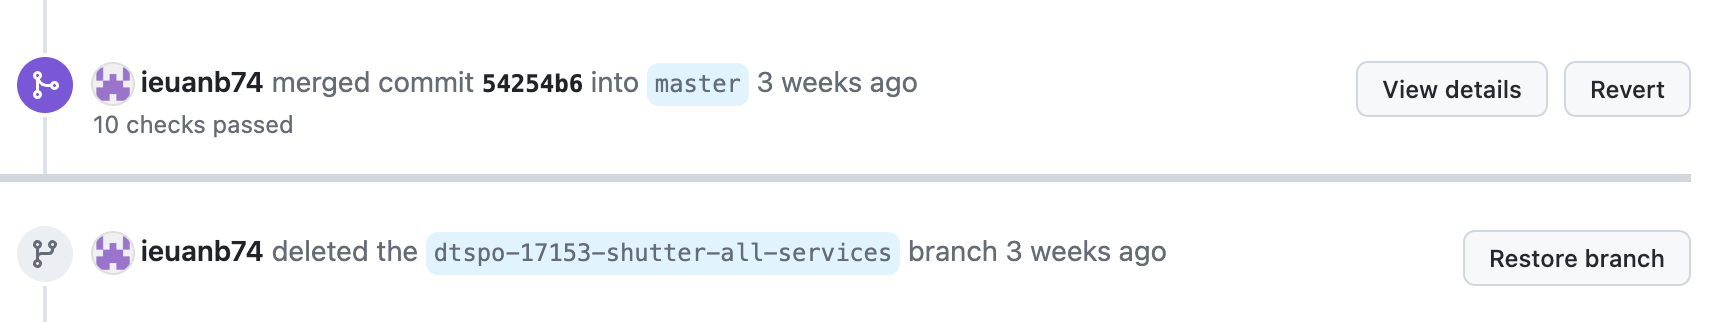 ieuanb74 merged commit 54254b6 into master 3 weeks ago
View details
Revert
10 checks passed
ieuanb74 deleted the dtspo-17153-shutter-all-services branch 3 weeks ago
Restore branch